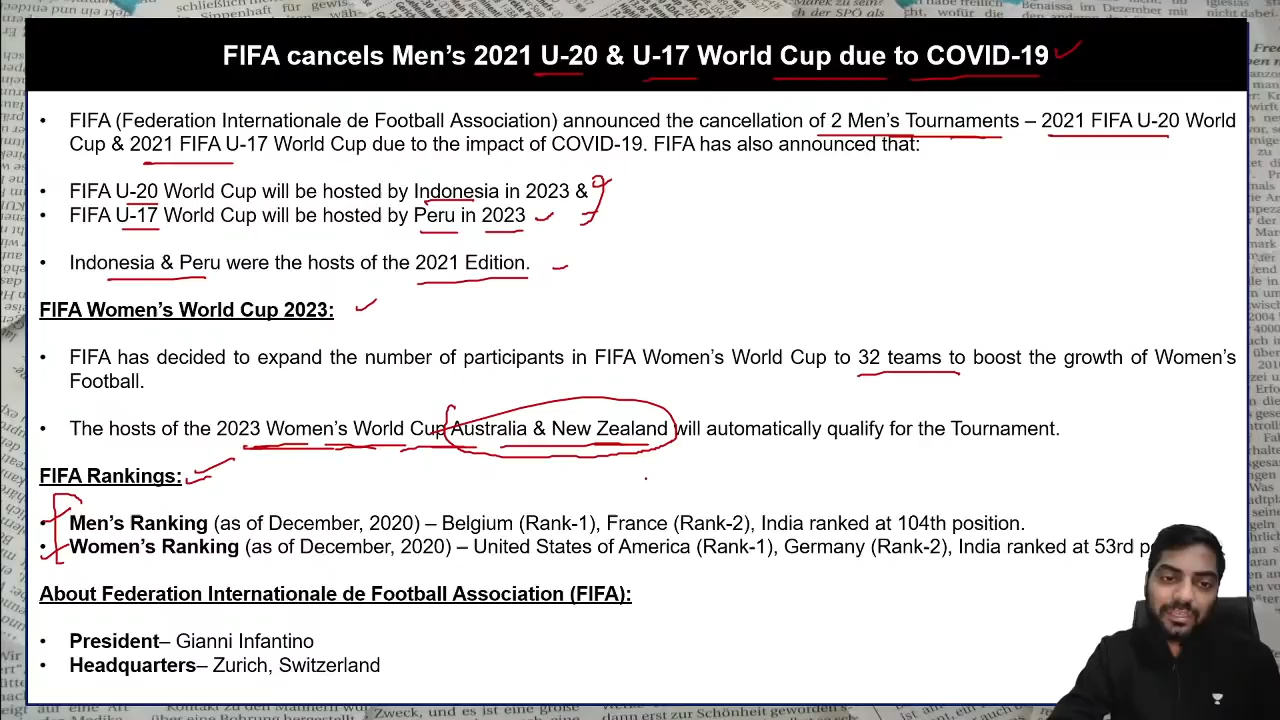 FIFA cancels Men's 2021 U-20 & U-17 World Cup due to COVID-19
• FIFA (Federation Internationale de Football Association) announced the cancellation of 2 Men's Tournaments – 2021 FIFA U-20 World
Cup & 2021 FIFA U-17 World Cup due to the impact of COVID-19. FIFA has also announced that:
• FIFA U-20 World Cup will be hosted by Indonesia in 2023 &
• FIFA U-17 World Cup will be hosted by Peru in 2023
• Indonesia & Peru were the hosts of the 2021 Edition.
FIFA Women's World Cup 2023:
• FIFA has decided to expand the number of participants in FIFA Women's World Cup to 32 teams to boost the growth of Women's
Football.
• The hosts of the 2023 Women's World Cup Australia & New Zealand will automatically qualify for the Tournament.
FIFA Rankings:
• Men's Ranking (as of December, 2020) – Belgium (Rank-1), France (Rank-2), India ranked at 104th position.
• Women's Ranking (as of December, 2020) – United States of America (Rank-1), Germany (Rank-2), India ranked at 53rd
About Federation Internationale de Football Association (FIFA):
• President– Gianni Infantino
• Headquarters– Zurich, Switzerland